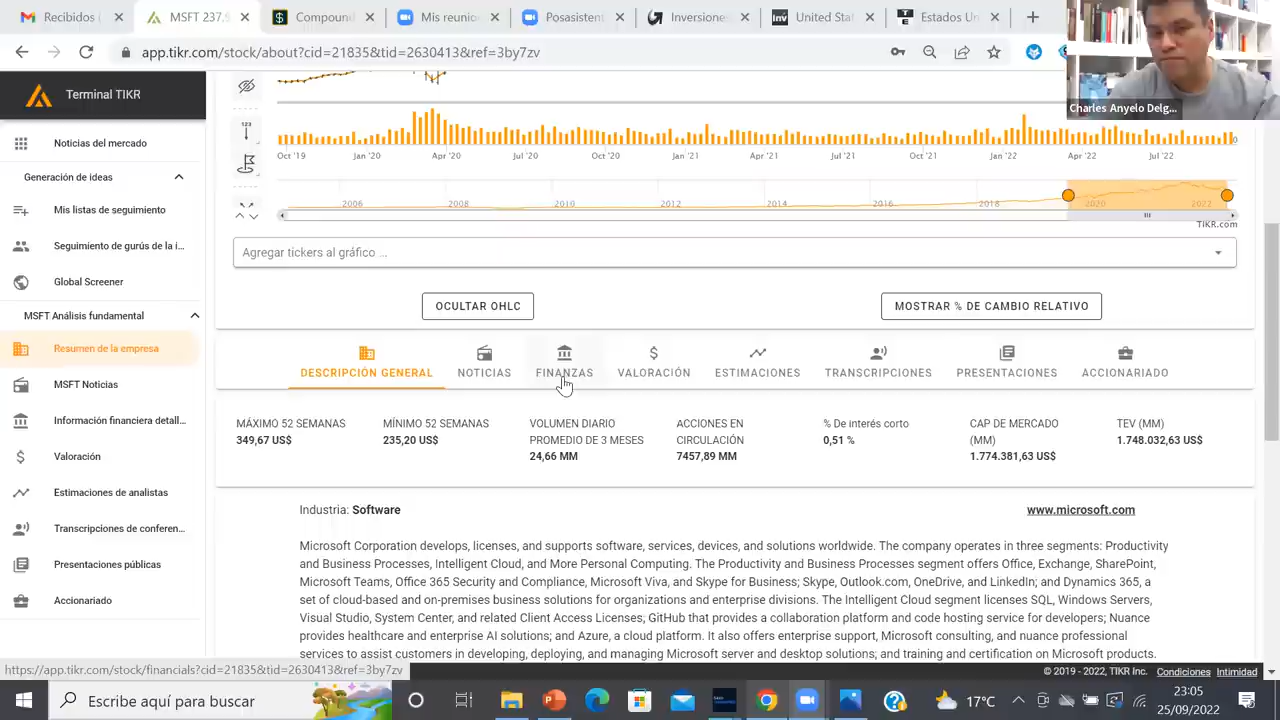 Recibidos (
MSFT 237.9
Compound
Mis reunio
Posasistent
Inversione
United Stat
Estados Un
app.tikr.com/stock/about?cid=21835&tid=2630413&ref=3by7zv
Charles Anyelo Delg...
Terminal TIKR
Noticias del mercado
Generación de ideas
Mis listas de seguimiento
Seguimiento de gurús de la i...
Global Screener
MSFT Análisis fundamental
Resumen de la empresa
MSFT Noticias
Información financiera detall...
Valoración
Estimaciones de analistas
Transcripciones de conferen...
Presentaciones públicas
Accionariado
123
0
Oct '19 Jan '20 Apr '20 Jul '20 Oct '20 Jan '21 Apr '21 Jul '21 Oct '21 Jan '22 Apr '22 Jul '22
2006 2008 2010 2012 2014 2016 2018 2020 2022
TIKR.com
Agregar tickers al gráfico ...
OCULTAR OHLC
MOSTRAR % DE CAMBIO RELATIVO
DESCRIPCIÓN GENERAL NOTICIAS FINANZAS VALORACIÓN ESTIMACIONES TRANSCRIPCIONES PRESENTACIONES ACCIONARIADO
MÁXIMO 52 SEMANAS
349,67 US$
MÍNIMO 52 SEMANAS
235,20 US$
VOLUMEN DIARIO
PROMEDIO DE 3 MESES
24,66 MM
ACCIONES EN
CIRCULACIÓN
7457,89 MM
% De interés corto
0,51 %
CAP DE MERCADO
(MM)
1.774.381,63 US$
TEV (MM)
1.748.032,63 US$
Industria: Software
www.microsoft.com
Microsoft Corporation develops, licenses, and supports software, services, devices, and solutions worldwide. The company operates in three segments: Productivity
and Business Processes, Intelligent Cloud, and More Personal Computing. The Productivity and Business Processes segment offers Office, Exchange, SharePoint,
Microsoft Teams, Office 365 Security and Compliance, Microsoft Viva, and Skype for Business; Skype, Outlook.com, OneDrive, and LinkedIn; and Dynamics 365, a
set of cloud-based and on-premises business solutions for organizations and enterprise divisions. The Intelligent Cloud segment licenses SQL, Windows Servers,
Visual Studio, System Center, and related Client Access Licenses; GitHub that provides a collaboration platform and code hosting service for developers; Nuance
provides healthcare and enterprise AI solutions; and Azure, a cloud platform. It also offers enterprise support, Microsoft consulting, and nuance professional
services to assist customers in developing, deploying, and managing Microsoft server and desktop solutions; and training and certification on Microsoft products.
https://app.tikr.com/stock/financials?cid=21835&tid=2630413&ref=3by7zv
© 2019 - 2022, TIKR Inc. Condiciones Intimidad
Escribe aquí para buscar
17°C
23:05
25/09/2022